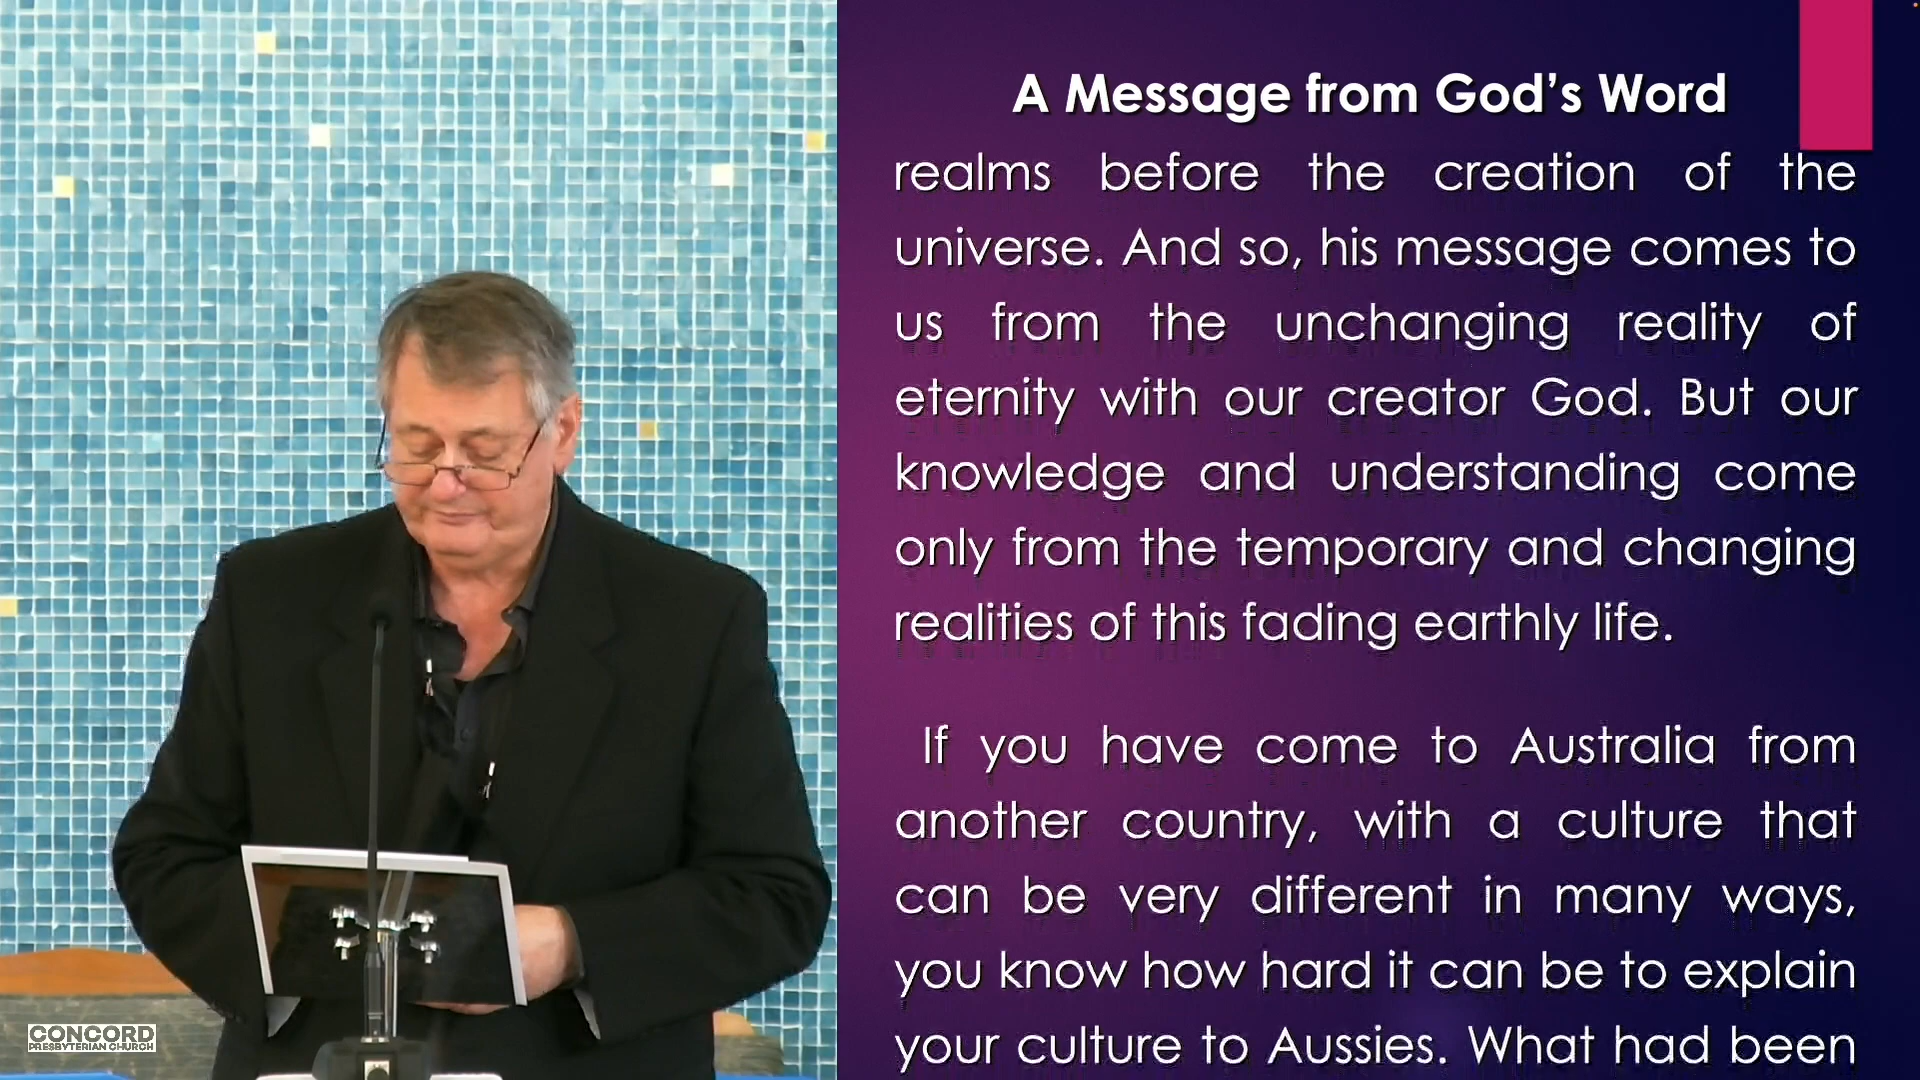 A Message from God's Word
realms before the creation of the
universe. And so, his message comes to
us from the unchanging reality of
eternity with our creator God. But our
knowledge and understanding come
only from the temporary and changing
realities of this fading earthly life.
If you have come to Australia from
another country, with a culture that
can be very different in many ways,
you know how hard it can be to explain
your culture to Aussies. What had been
CONCORD
PRESBYTERIAN CHURCH